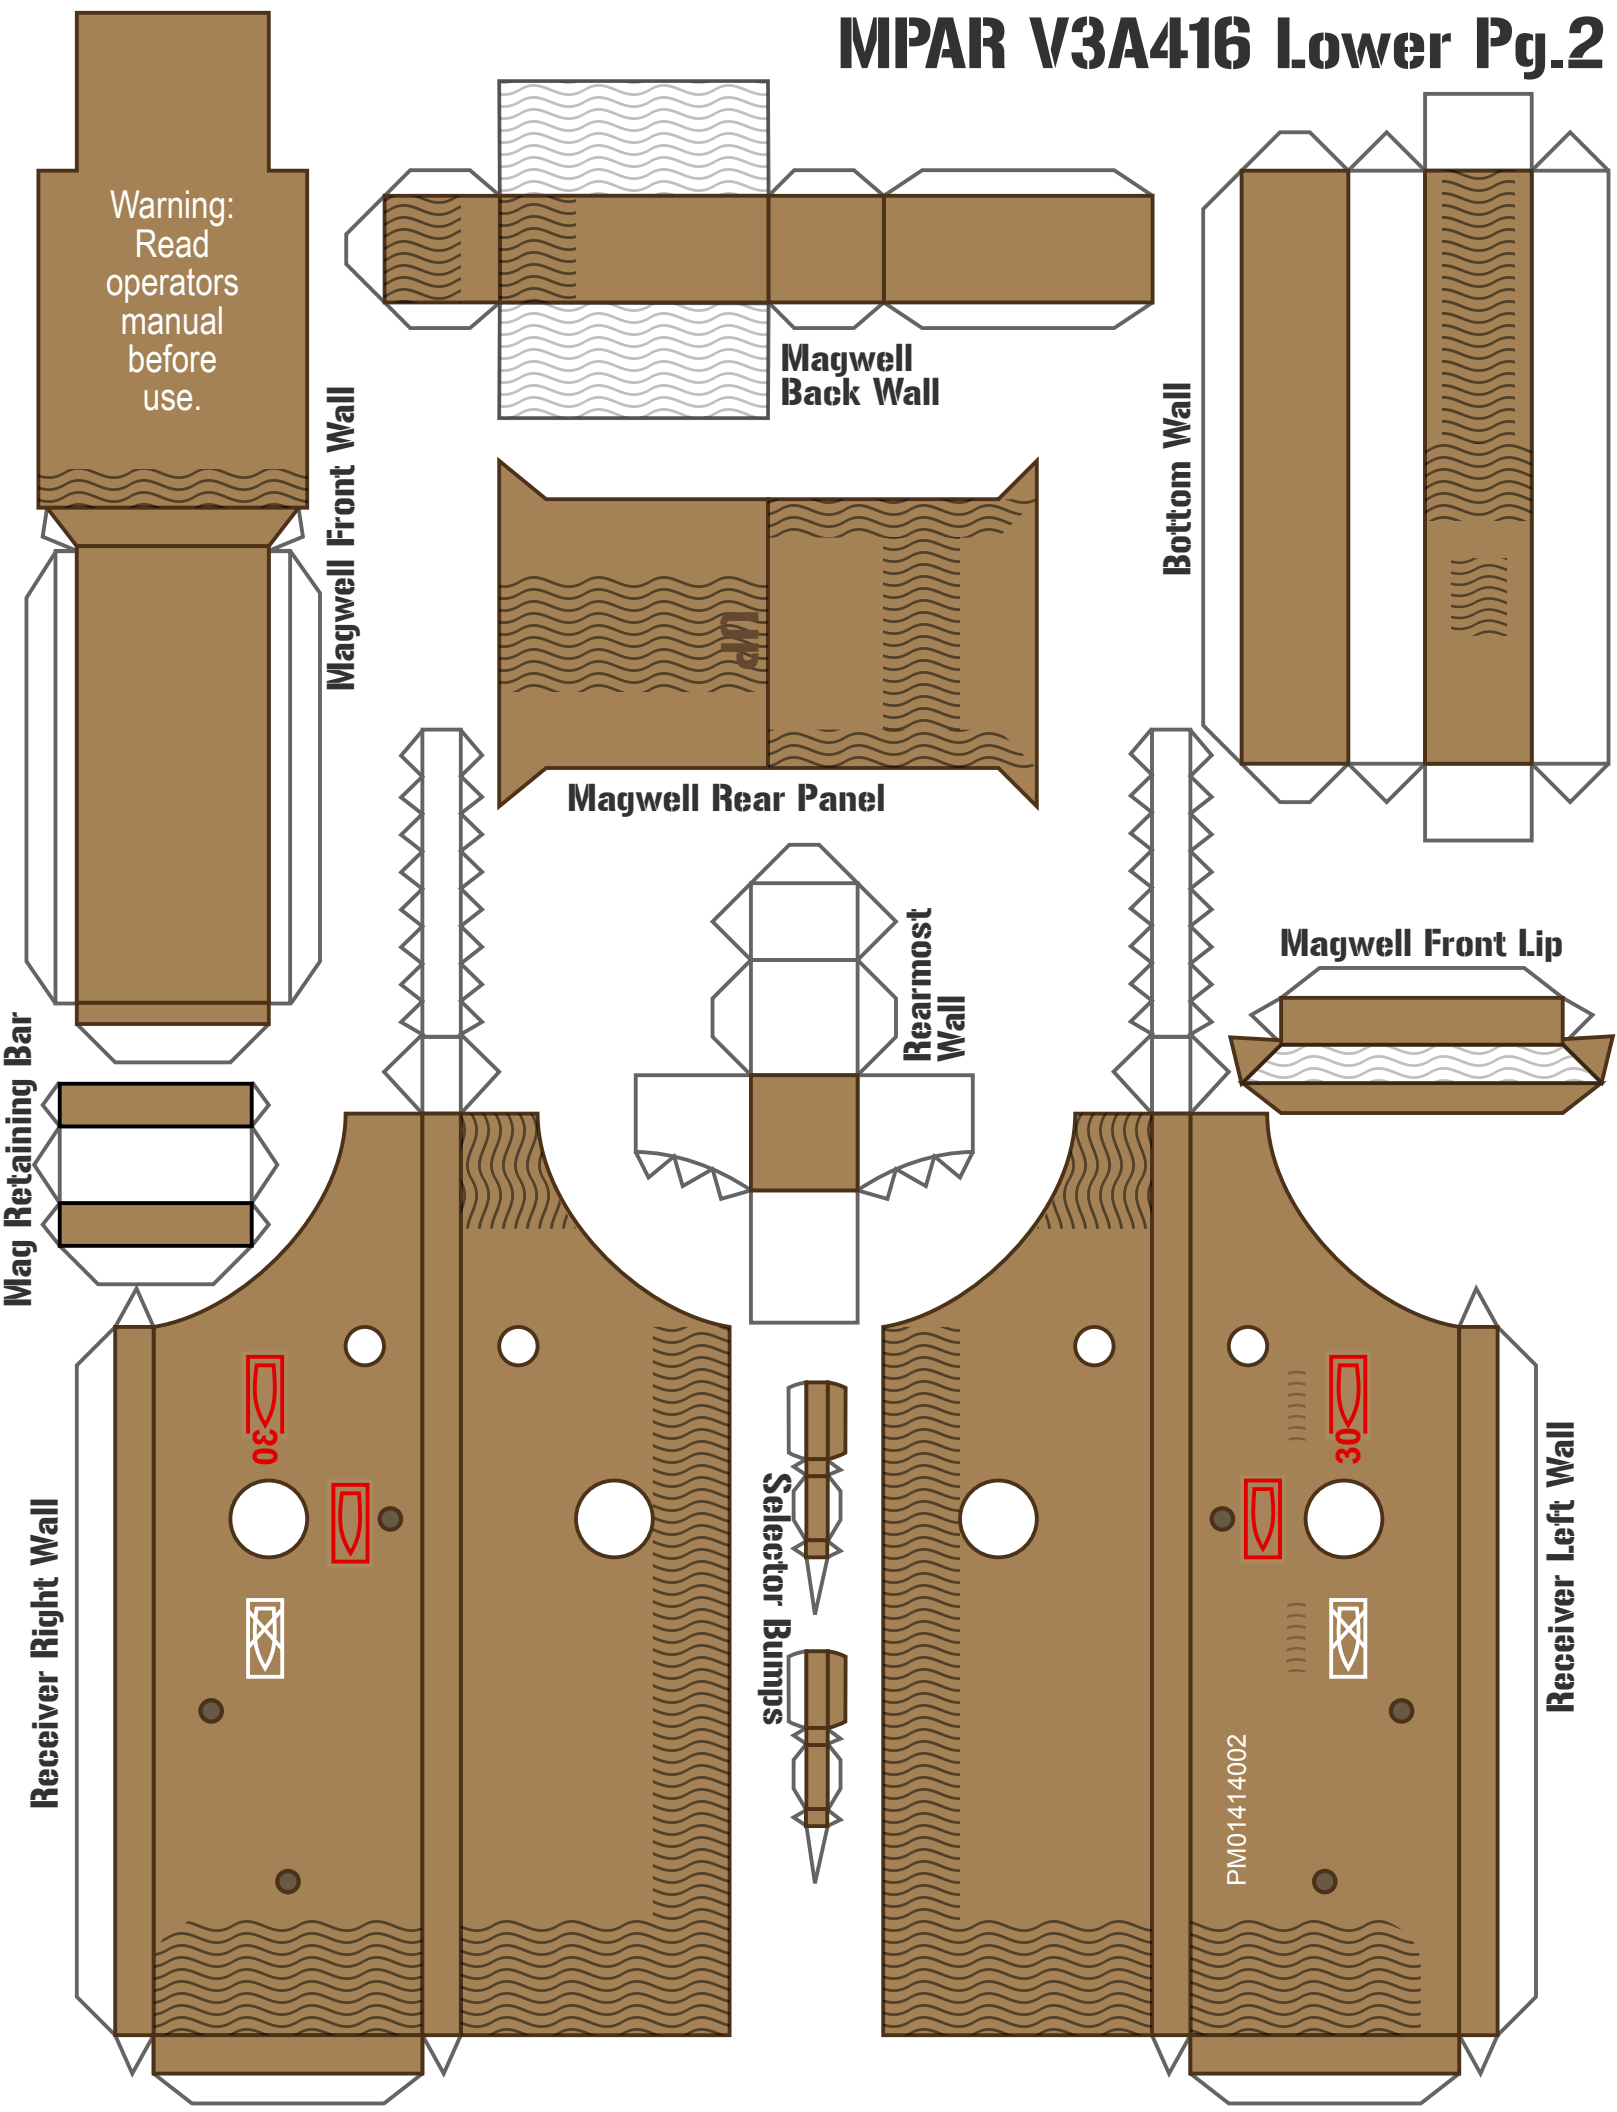 MPAR V3A416 Lower Pg.2
Warning:
Read
operators
manual
before
use.
Magwell Front Wall
Magwell
Back Wall
Bottom Wall
UP
Magwell Rear Panel
Rearmost
Wall
Magwell Front Lip
Mag Retaining Bar
Receiver Right Wall
30
Selector Bumps
30
PM01414002
Receiver Left Wall